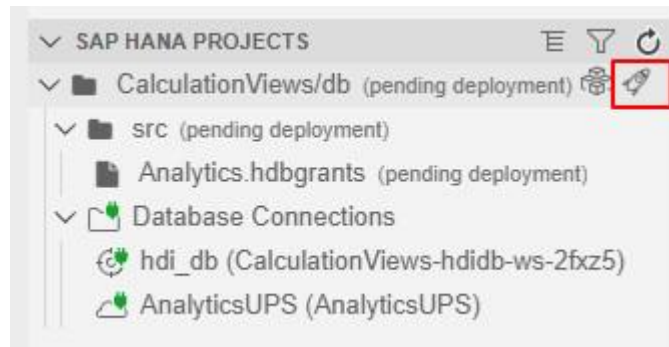 SAP HANA PROJECTS
CalculationViews/db (pending deployment)
src (pending deployment)
Analytics.hdbgrants (pending deployment)
Database Connections
hdi_db (CalculationViews-hdidb-ws-2fxz5)
AnalyticsUPS (AnalyticsUPS)